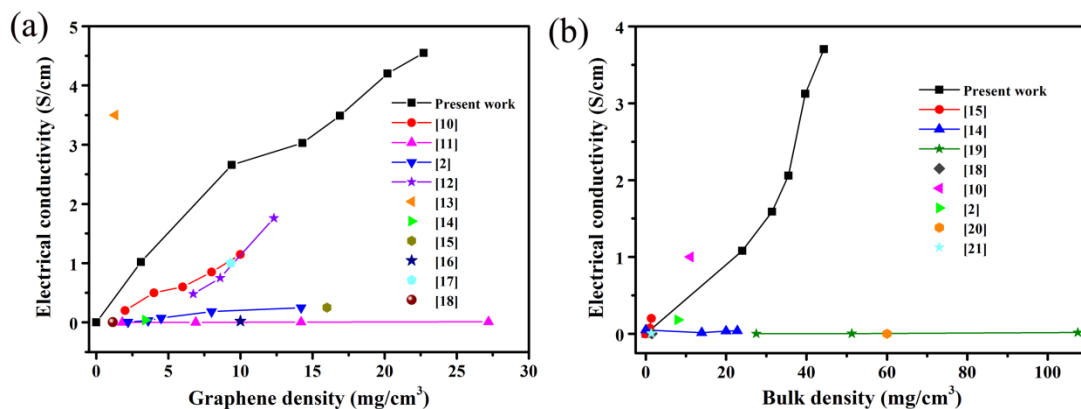 (a)
Electrical conductivity (S/cm)
5
4
3
2
1
0
0 5 10 15 20 25 30
Graphene density (mg/cm³)
Present work
[10]
[11]
[2]
[12]
[13]
[14]
[15]
[16]
[17]
[18]
(b)
Electrical conductivity (S/cm)
4
3
2
1
0
0 20 40 60 80 100
Bulk density (mg/cm³)
Present work
[15]
[14]
[19]
[18]
[10]
[2]
[20]
[21]